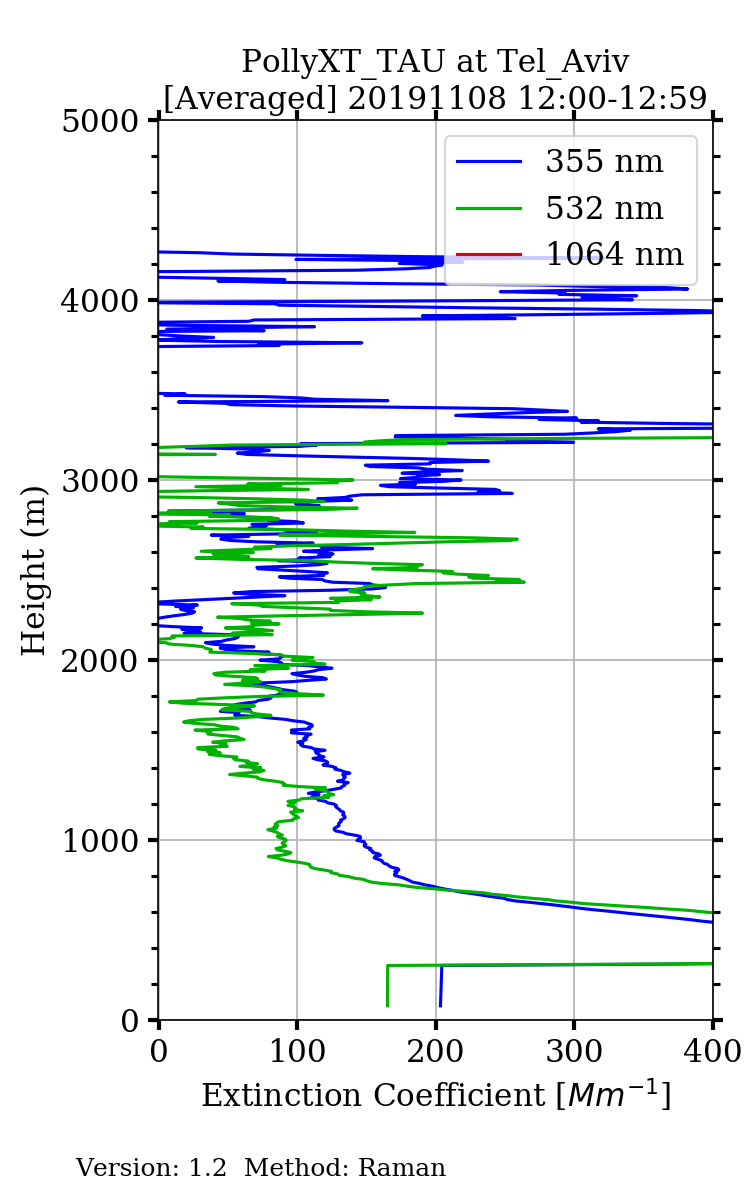 PollyXT_TAU at Tel_Aviv
[Averaged] 20191108 12:00-12:59
355 nm
532 nm
1064 nm
5000
4000
3000
2000
1000
0
Height (m)
0 100 200 300 400
Extinction Coefficient [Mm⁻¹]
Version: 1.2 Method: Raman